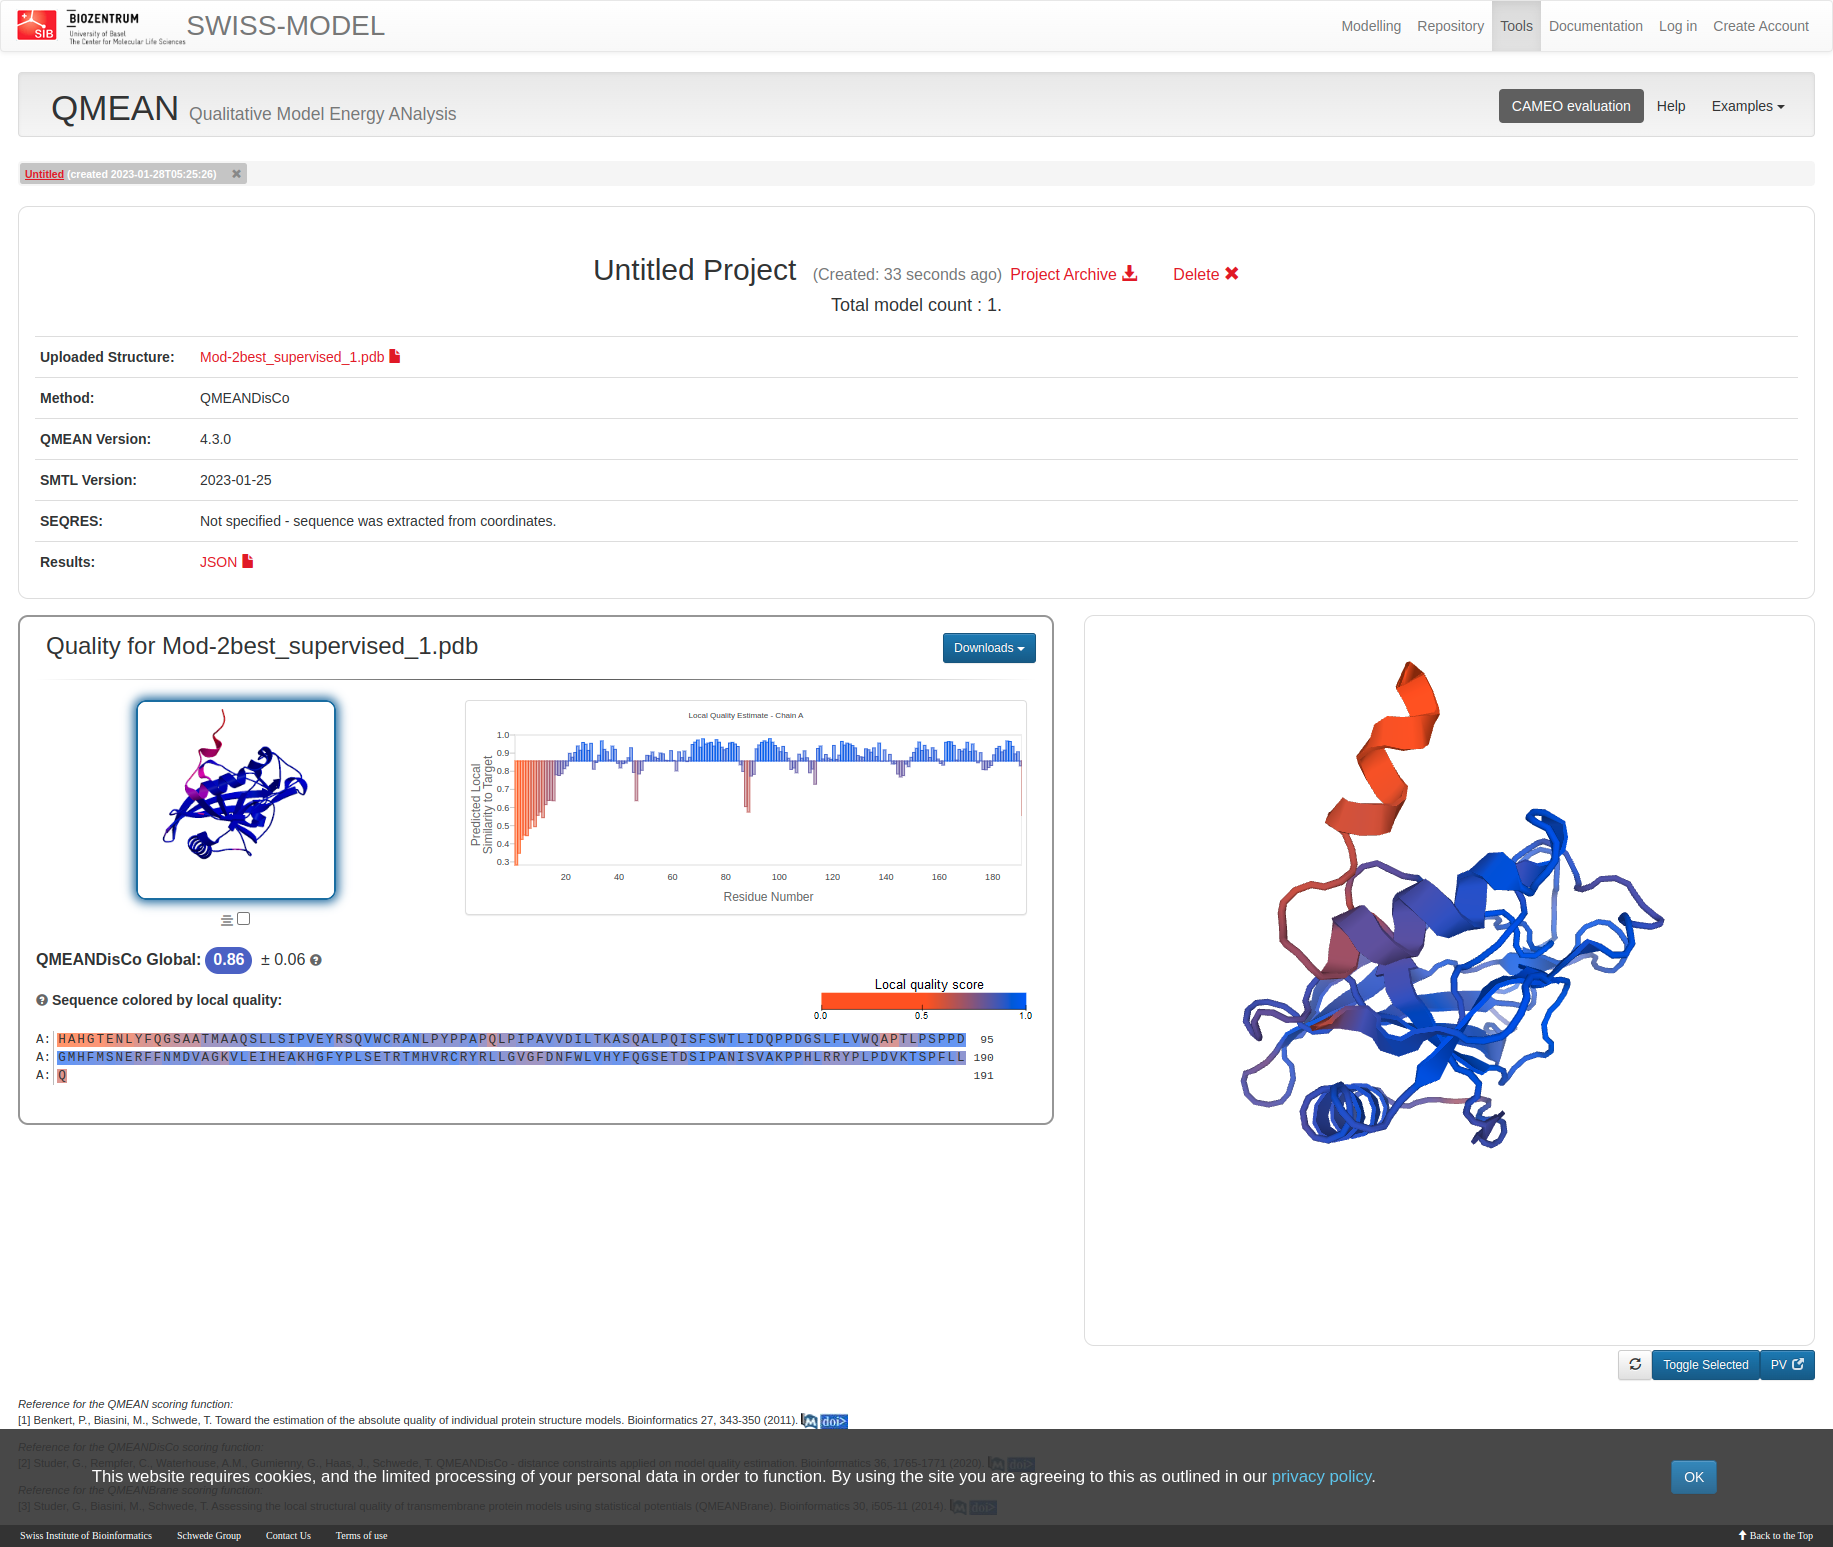 SIB
BIOZENTRUM
University of Basel
The Center for Molecular Life Sciences
SWISS-MODEL
Modelling
Repository
Tools
Documentation
Log in
Create Account
QMEAN Qualitative Model Energy ANalysis
CAMEO evaluation
Help
Examples
Untitled (created 2023-01-28T05:25:26)
Untitled Project (Created: 33 seconds ago) Project Archive Delete
Total model count : 1.
Uploaded Structure: Mod-2best_supervised_1.pdb
Method: QMEANDisCo
QMEAN Version: 4.3.0
SMTL Version: 2023-01-25
SEQRES: Not specified - sequence was extracted from coordinates.
Results: JSON
Quality for Mod-2best_supervised_1.pdb
Downloads
Local Quality Estimate - Chain A
Predicted Local
Similarity to Target
1.0
0.9
0.8
0.7
0.6
0.5
0.4
0.3
20 40 60 80 100 120 140 160 180
Residue Number
QMEANDisCo Global: 0.86 ± 0.06
Sequence colored by local quality:
Local quality score
0.0 0.5 1.0
A: HAHGTENLYFQGSAATMAAQSLLSIPVEYRSQVWCRANLPYPPAPQLPIPAVVDILTKASQALPQISFSWTLIDQPPDGSLFLVWQAPTLPSPPD 95
A: GMHFMSNERFFNMDVAGKVLEIHEAKHGFYPLSETRTMHVRCRYRLLGVGFDNFWLVHYFQGSETDSIPANISVAKPPHLRRYPLPDVKTSPFLL 190
A: Q 191
Toggle Selected
PV
Reference for the QMEAN scoring function:
[1] Benkert, P., Biasini, M., Schwede, T. Toward the estimation of the absolute quality of individual protein structure models. Bioinformatics 27, 343-350 (2011). M doi>
Reference for the QMEANDisCo scoring function:
[2] Studer, G., Rempfer, C., Waterhouse, A.M., Gumienny, G., Haas, J., Schwede, T. QMEANDisCo - distance constraints applied on model quality estimation. Bioinformatics 36, 1765-1771 (2020). M doi>
This website requires cookies, and the limited processing of your personal data in order to function. By using the site you are agreeing to this as outlined in our privacy policy.
OK
Reference for the QMEANBrane scoring function:
[3] Studer, G., Biasini, M., Schwede, T. Assessing the local structural quality of transmembrane protein models using statistical potentials (QMEANBrane). Bioinformatics 30, i505-11 (2014). M doi>
Swiss Institute of Bioinformatics
Schwede Group
Contact Us
Terms of use
Back to the Top